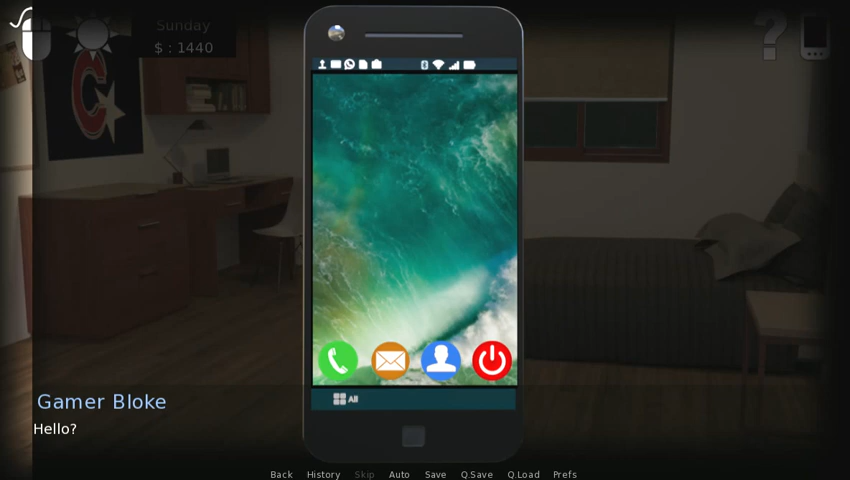 Sunday
$ : 1440
C
?
All
Gamer Bloke
Hello?
Back History Skip Auto Save Q.Save Q.Load Prefs